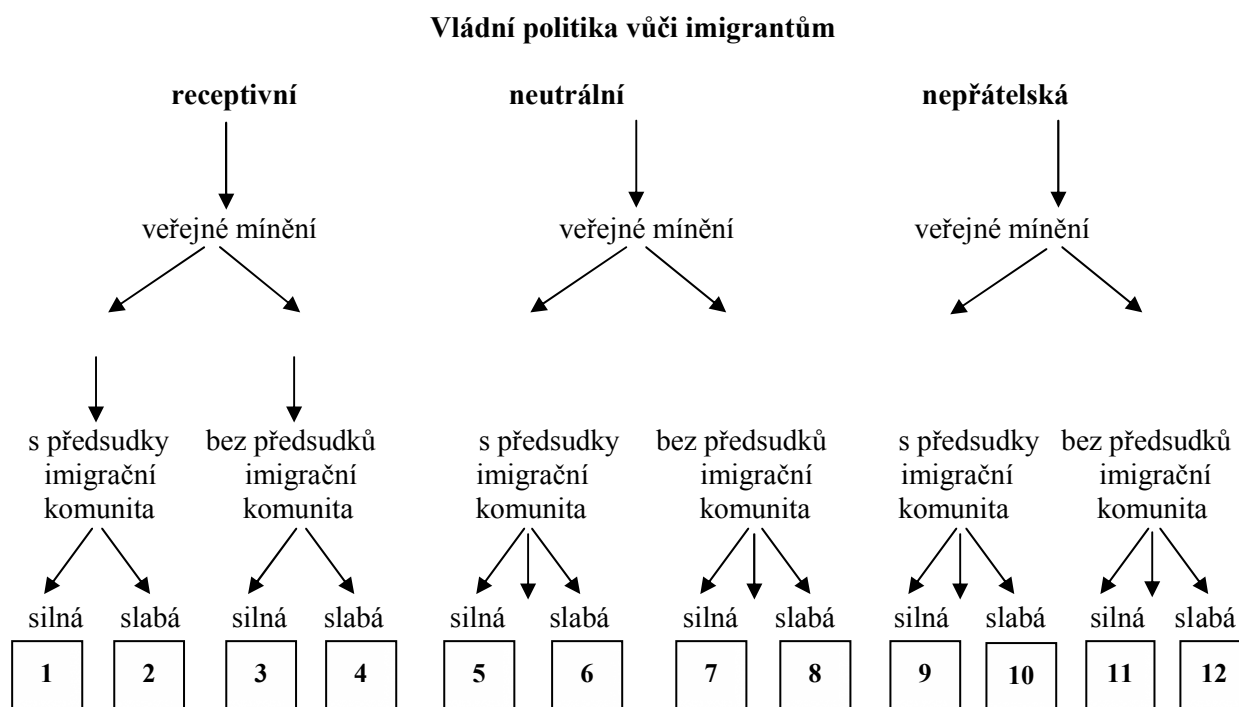 Vládní politika vůči imigrantům
receptivní neutrální nepřátelská
veřejné mínění veřejné mínění veřejné mínění
s předsudky bez předsudků s předsudky bez předsudků s předsudky bez předsudků
imigrační imigrační imigrační imigrační imigrační imigrační
komunita komunita komunita komunita komunita komunita
silná slabá silná slabá silná slabá silná slabá silná slabá silná slabá
1 2 3 4 5 6 7 8 9 10 11 12